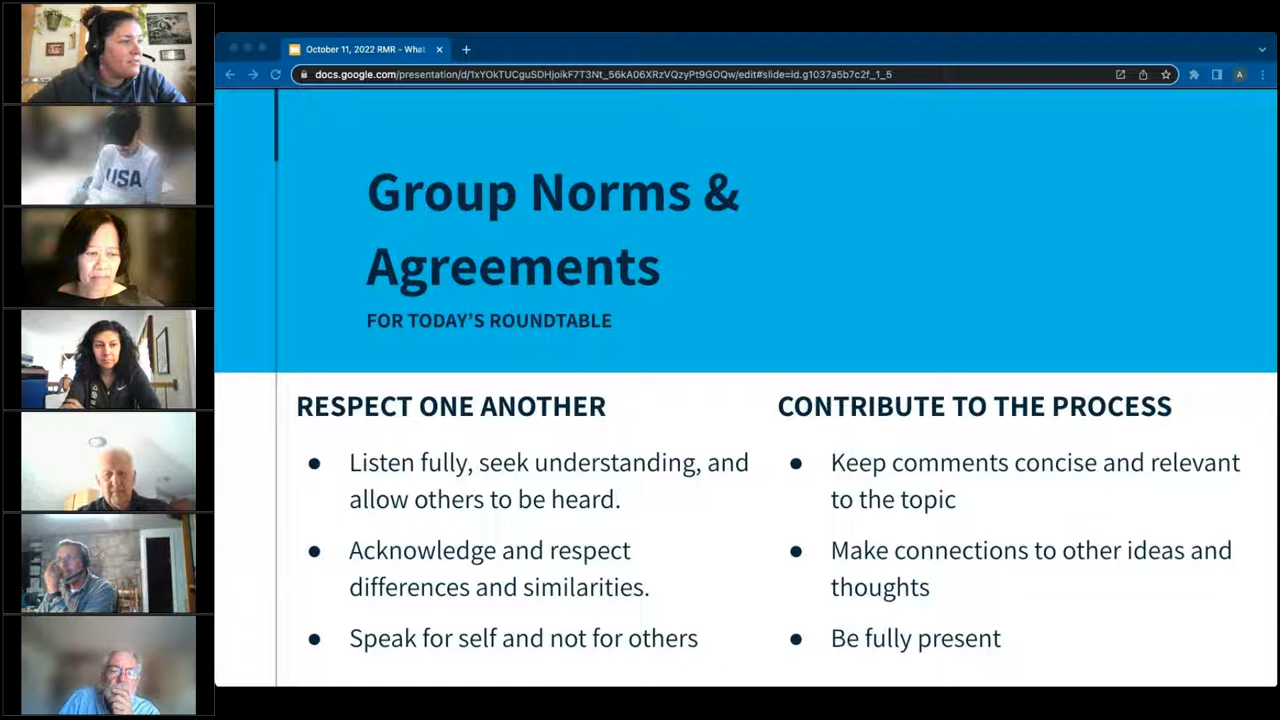 USA
October 11, 2022 RMR - What
docs.google.com/presentation/d/1xYOkTUCguSDHjoikF7T3Nt_56kA06XRzVQzyPt9GOQw/edit#slide=id.g1037a5b7c2f_1_5
A
Group Norms &
Agreements
FOR TODAY'S ROUNDTABLE
RESPECT ONE ANOTHER
● Listen fully, seek understanding, and
allow others to be heard.
● Acknowledge and respect
differences and similarities.
● Speak for self and not for others
CONTRIBUTE TO THE PROCESS
● Keep comments concise and relevant
to the topic
● Make connections to other ideas and
thoughts
● Be fully present